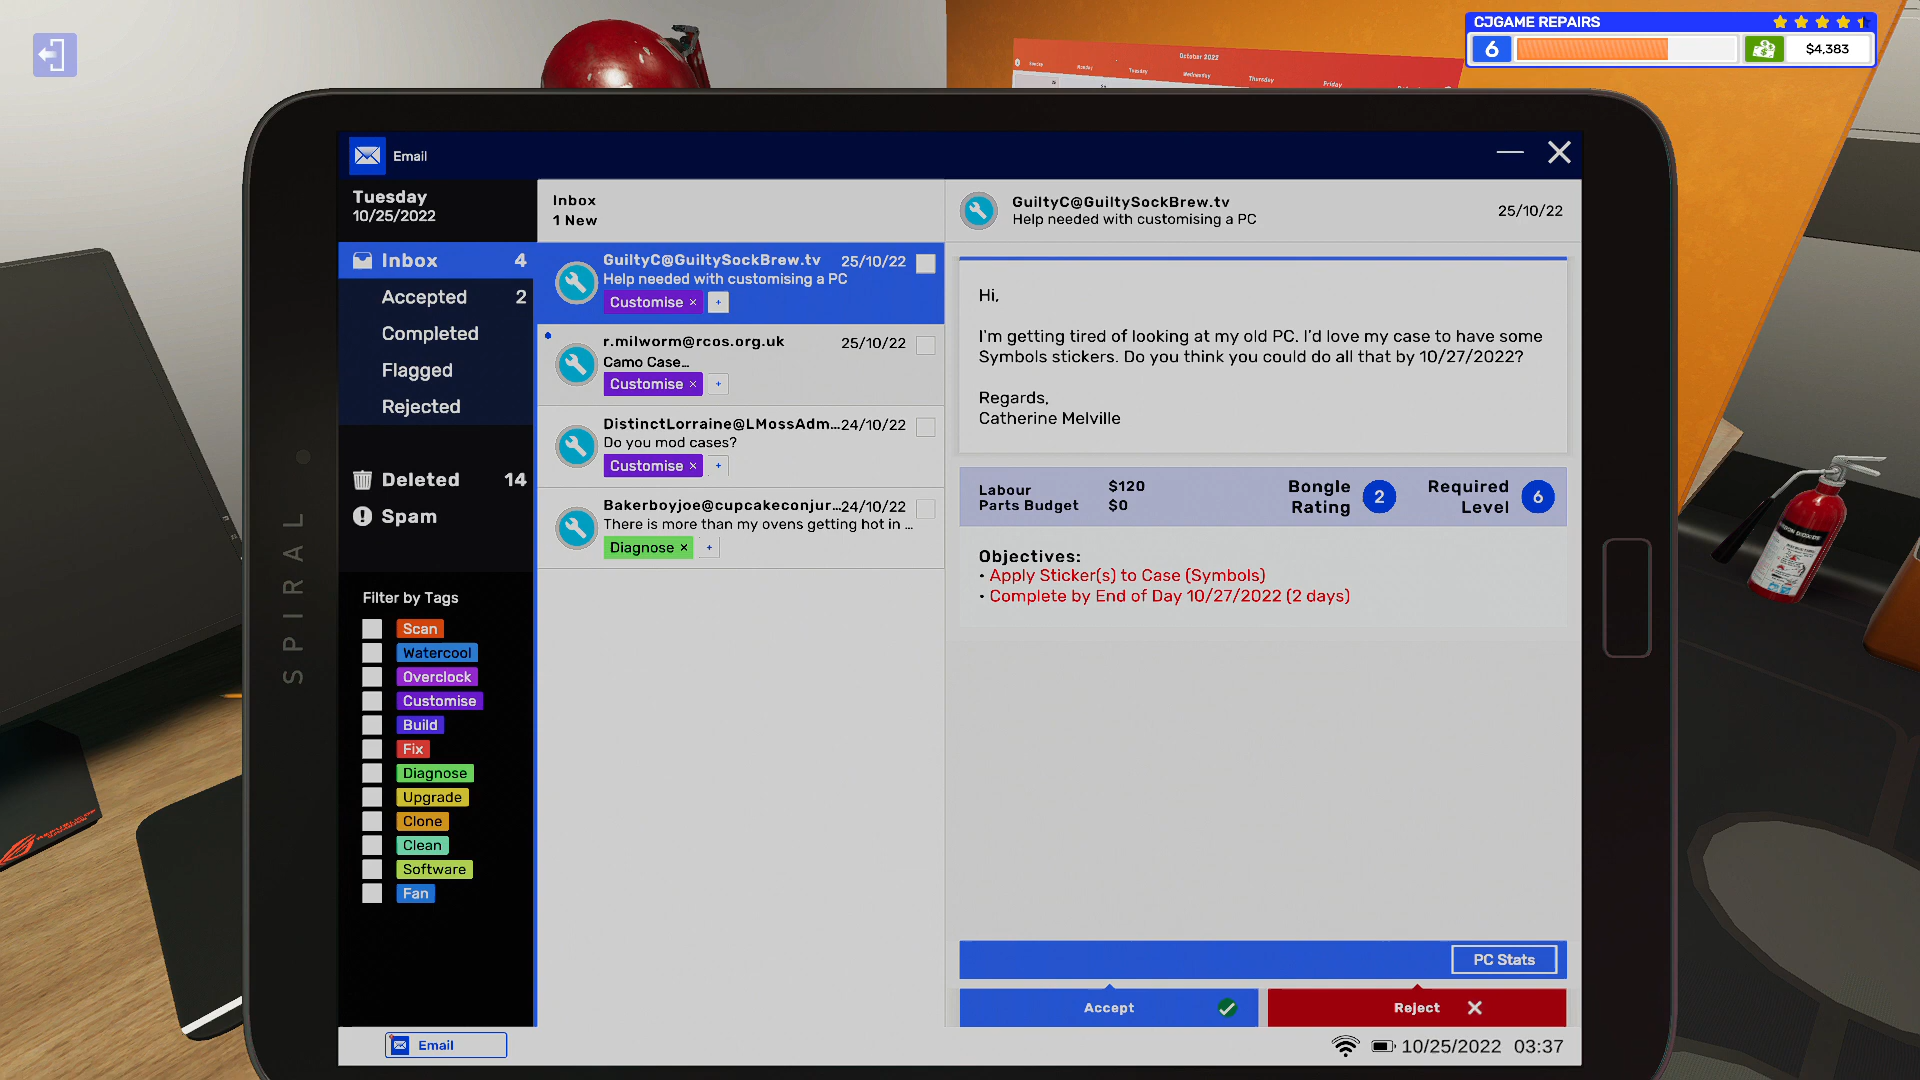 CJGAME REPAIRS
6
$4,383
October 2022
Sunday Monday Tuesday Wednesday Thursday Friday
Email
Tuesday
10/25/2022
Inbox 4
Accepted 2
Completed
Flagged
Rejected
Deleted 14
Spam
Filter by Tags
Scan
Watercool
Overclock
Customise
Build
Fix
Diagnose
Upgrade
Clone
Clean
Software
Fan
Inbox
1 New
GuiltyC@GuiltySockBrew.tv 25/10/22
Help needed with customising a PC
Customise × +
r.milworm@rcos.org.uk 25/10/22
Camo Case...
Customise × +
DistinctLorraine@LMossAdm...24/10/22
Do you mod cases?
Customise × +
Bakerboyjoe@cupcakeconjur...24/10/22
There is more than my ovens getting hot in ...
Diagnose × +
GuiltyC@GuiltySockBrew.tv
Help needed with customising a PC
25/10/22
Hi,
I'm getting tired of looking at my old PC. I'd love my case to have some
Symbols stickers. Do you think you could do all that by 10/27/2022?
Regards,
Catherine Melville
Labour $120
Parts Budget $0
Bongle Rating 2
Required Level 6
Objectives:
• Apply Sticker(s) to Case (Symbols)
• Complete by End of Day 10/27/2022 (2 days)
PC Stats
Accept
Reject
Email
10/25/2022 03:37
SPIRAL